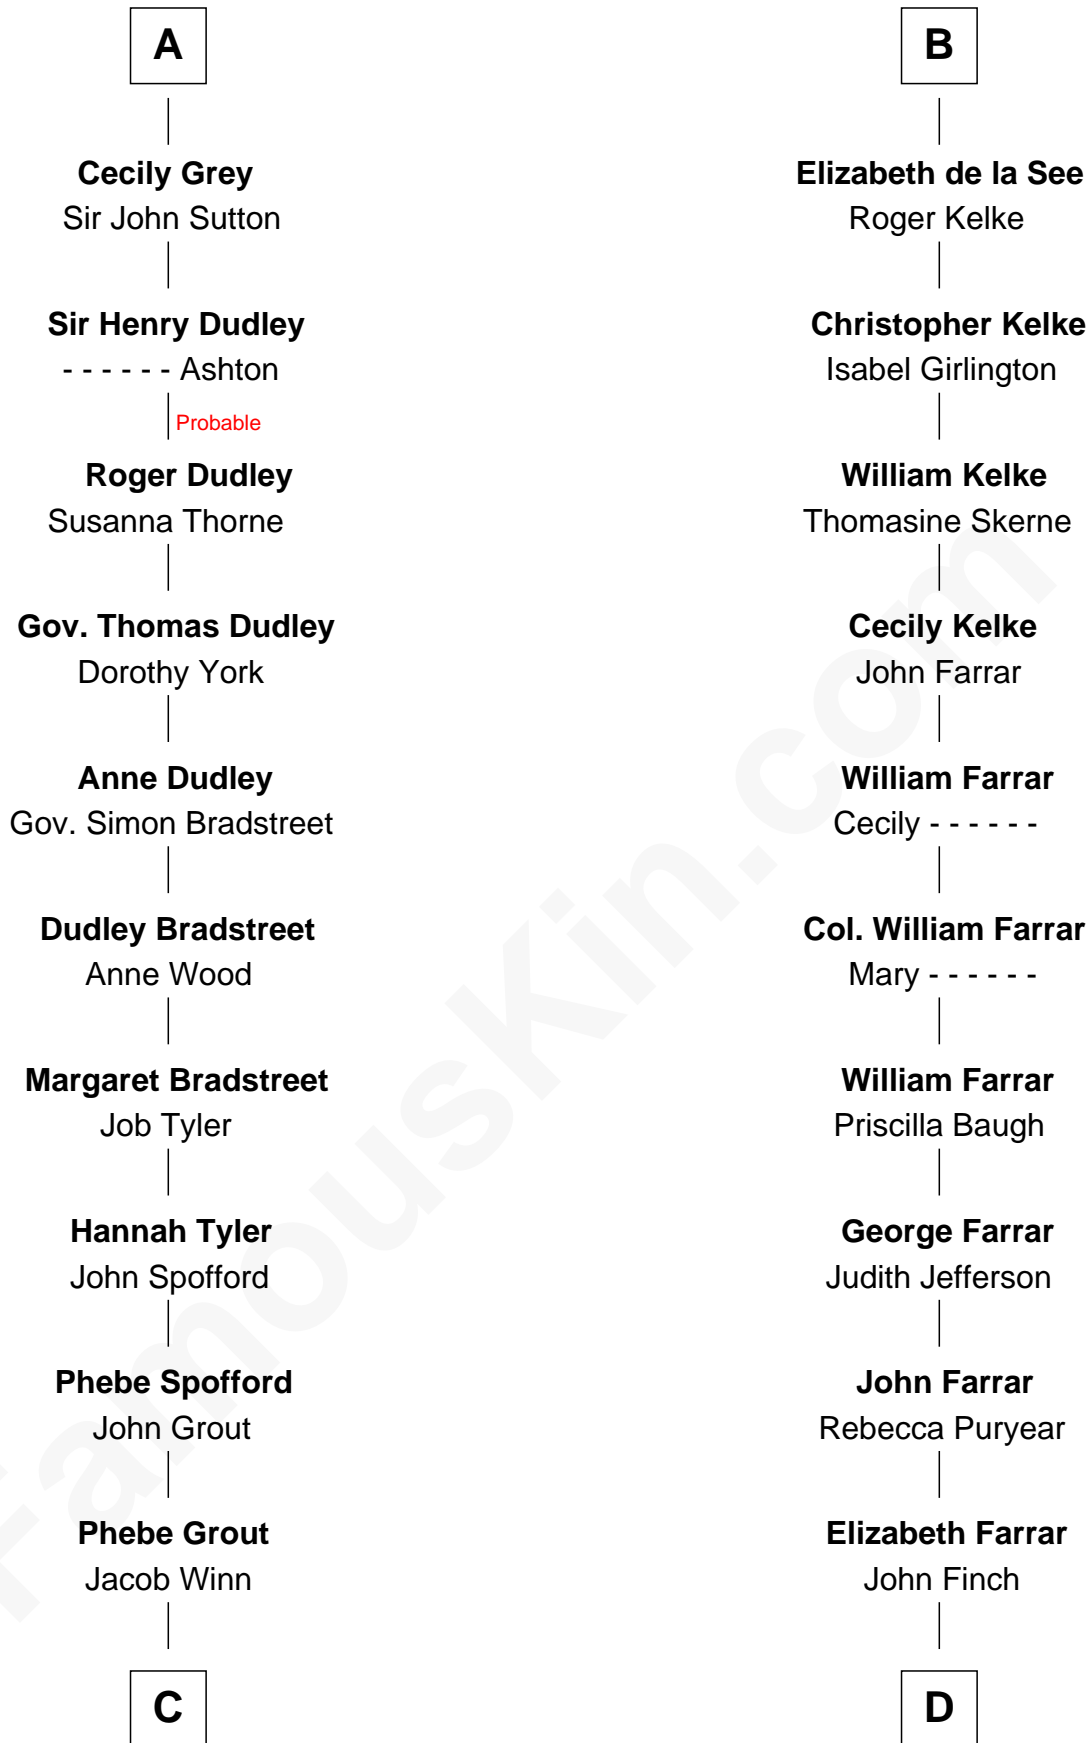 A
Cecily Grey
Sir John Sutton
Sir Henry Dudley
- - - - - - Ashton
Probable
Roger Dudley
Susanna Thorne
Gov. Thomas Dudley
Dorothy York
Anne Dudley
Gov. Simon Bradstreet
Dudley Bradstreet
Anne Wood
Margaret Bradstreet
Job Tyler
Hannah Tyler
John Spofford
Phebe Spofford
John Grout
Phebe Grout
Jacob Winn
C
B
Elizabeth de la See
Roger Kelke
Christopher Kelke
Isabel Girlington
William Kelke
Thomasine Skerne
Cecily Kelke
John Farrar
William Farrar
Cecily - - - - - -
Col. William Farrar
Mary - - - - - -
William Farrar
Priscilla Baugh
George Farrar
Judith Jefferson
John Farrar
Rebecca Puryear
Elizabeth Farrar
John Finch
D
FamousKin.com